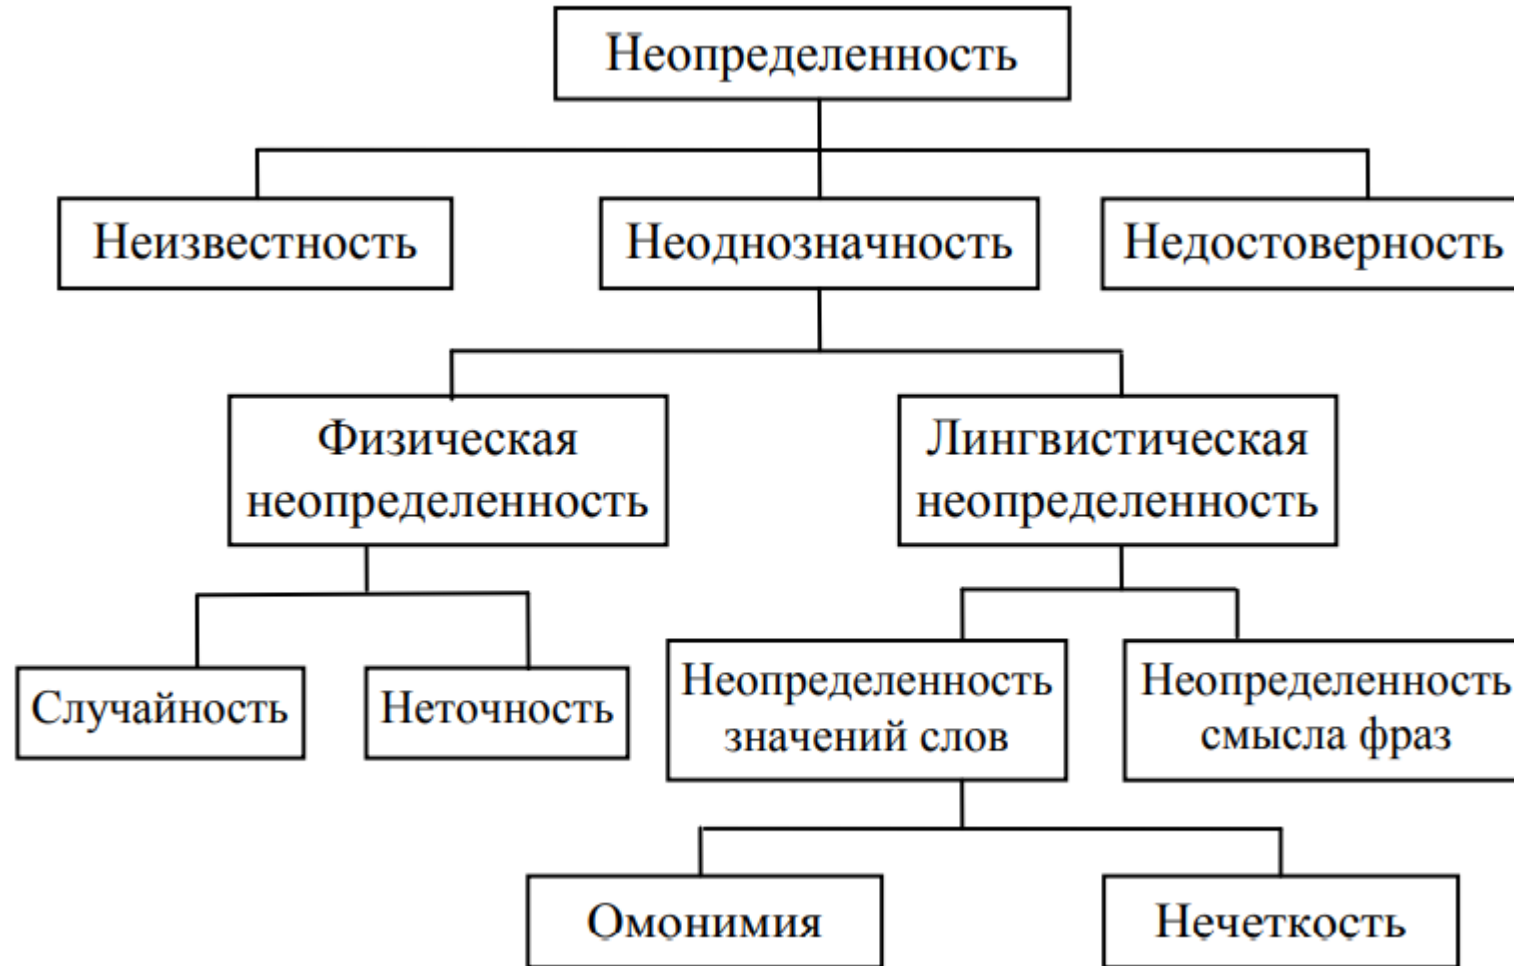 Неопределенность
Неизвестность
Неоднозначность
Недостоверность
Физическая
неопределенность
Лингвистическая
неопределенность
Случайность
Неточность
Неопределенность
значений слов
Неопределенность
смысла фраз
Омонимия
Нечеткость